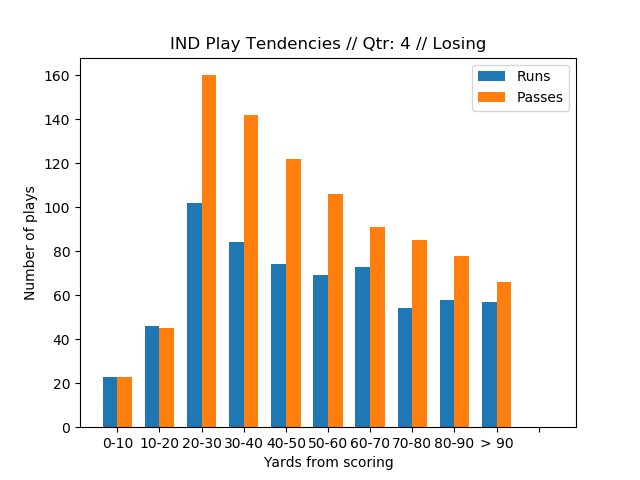 IND Play Tendencies // Qtr: 4 // Losing
Runs
Passes
160
140
120
100
80
60
40
20
0
Number of plays
0-10 10-20 20-30 30-40 40-50 50-60 60-70 70-80 80-90 > 90
Yards from scoring